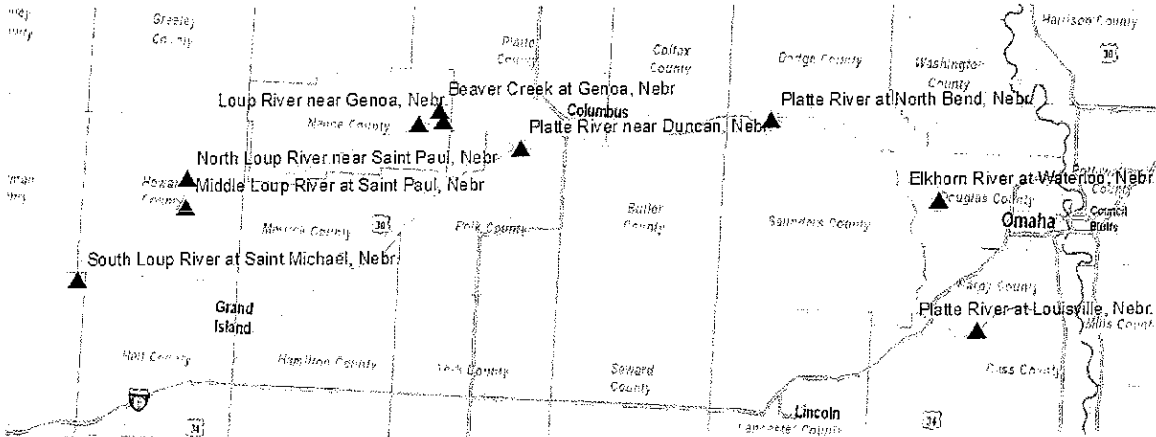 Greeley
County
Platte
County
Colfax
County
Dodge County
Washington
County
Harrison County
30
Loup River near Genoa, Nebr.
Beaver Creek at Genoa, Nebr
Columbus
Platte River at North Bend, Nebr.
Nance County
Platte River near Duncan, Nebr.
North Loup River near Saint Paul, Nebr
Howard
County
Middle Loup River at Saint Paul, Nebr
Elkhorn River at Waterloo, Nebr.
County
Douglas County
Merrick County
30
Polk County
Butler
County
Saunders County
Omaha
Council
Bluffs
South Loup River at Saint Michael, Nebr.
Sarpy County
Grand
Island
Platte River at Louisville, Nebr.
Mills County
Hall County
Hamilton County
York County
Seward
County
Cass County
34
Lincoln
Lancaster County
34